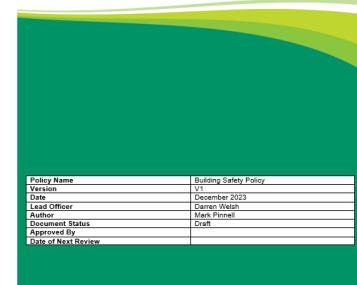 Policy Name Building Safety Policy
Version V1
Date December 2023
Lead Officer Darren Welsh
Author Mark Pinnell
Document Status Draft
Approved By
Date of Next Review